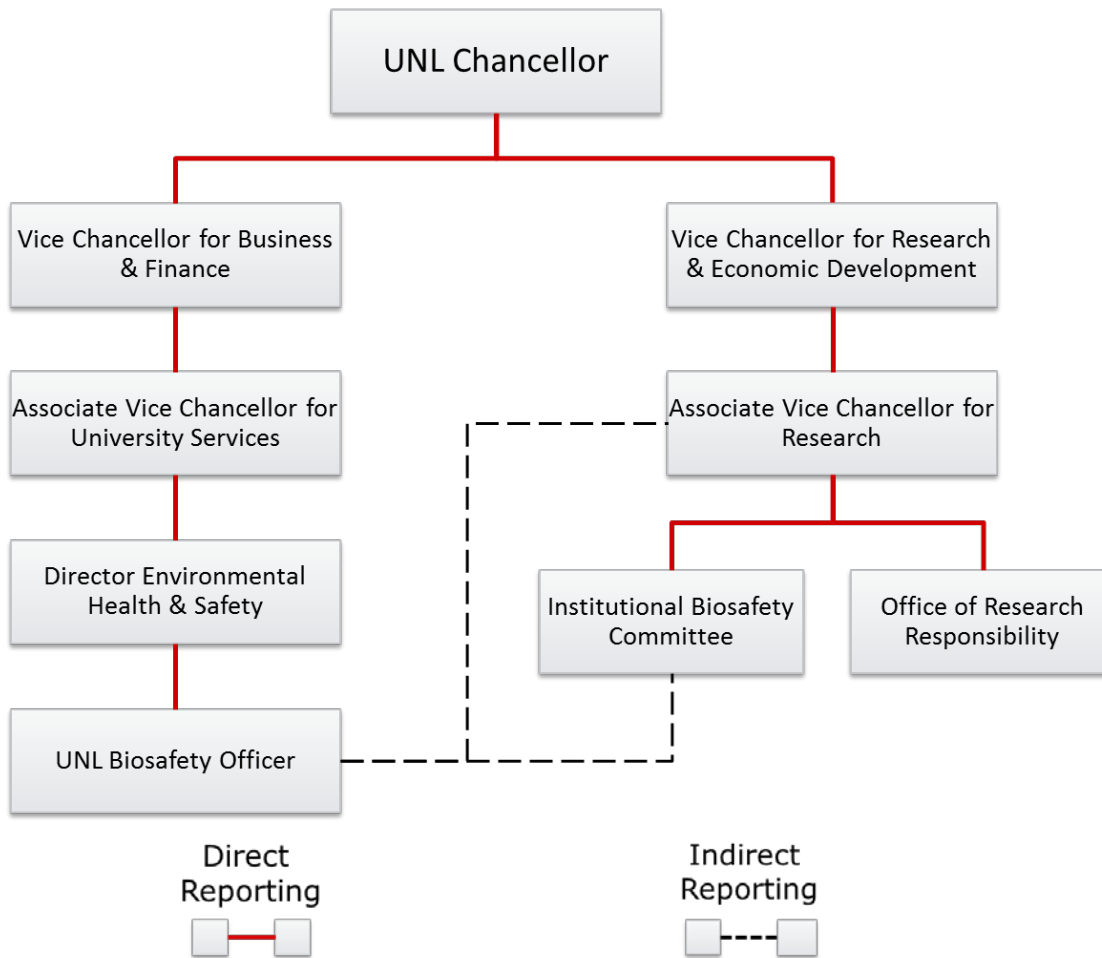 UNL Chancellor
Vice Chancellor for Business
& Finance
Vice Chancellor for Research
& Economic Development
Associate Vice Chancellor for
University Services
Associate Vice Chancellor for
Research
Director Environmental
Health & Safety
Institutional Biosafety
Committee
Office of Research
Responsibility
UNL Biosafety Officer
Direct
Reporting
Indirect
Reporting